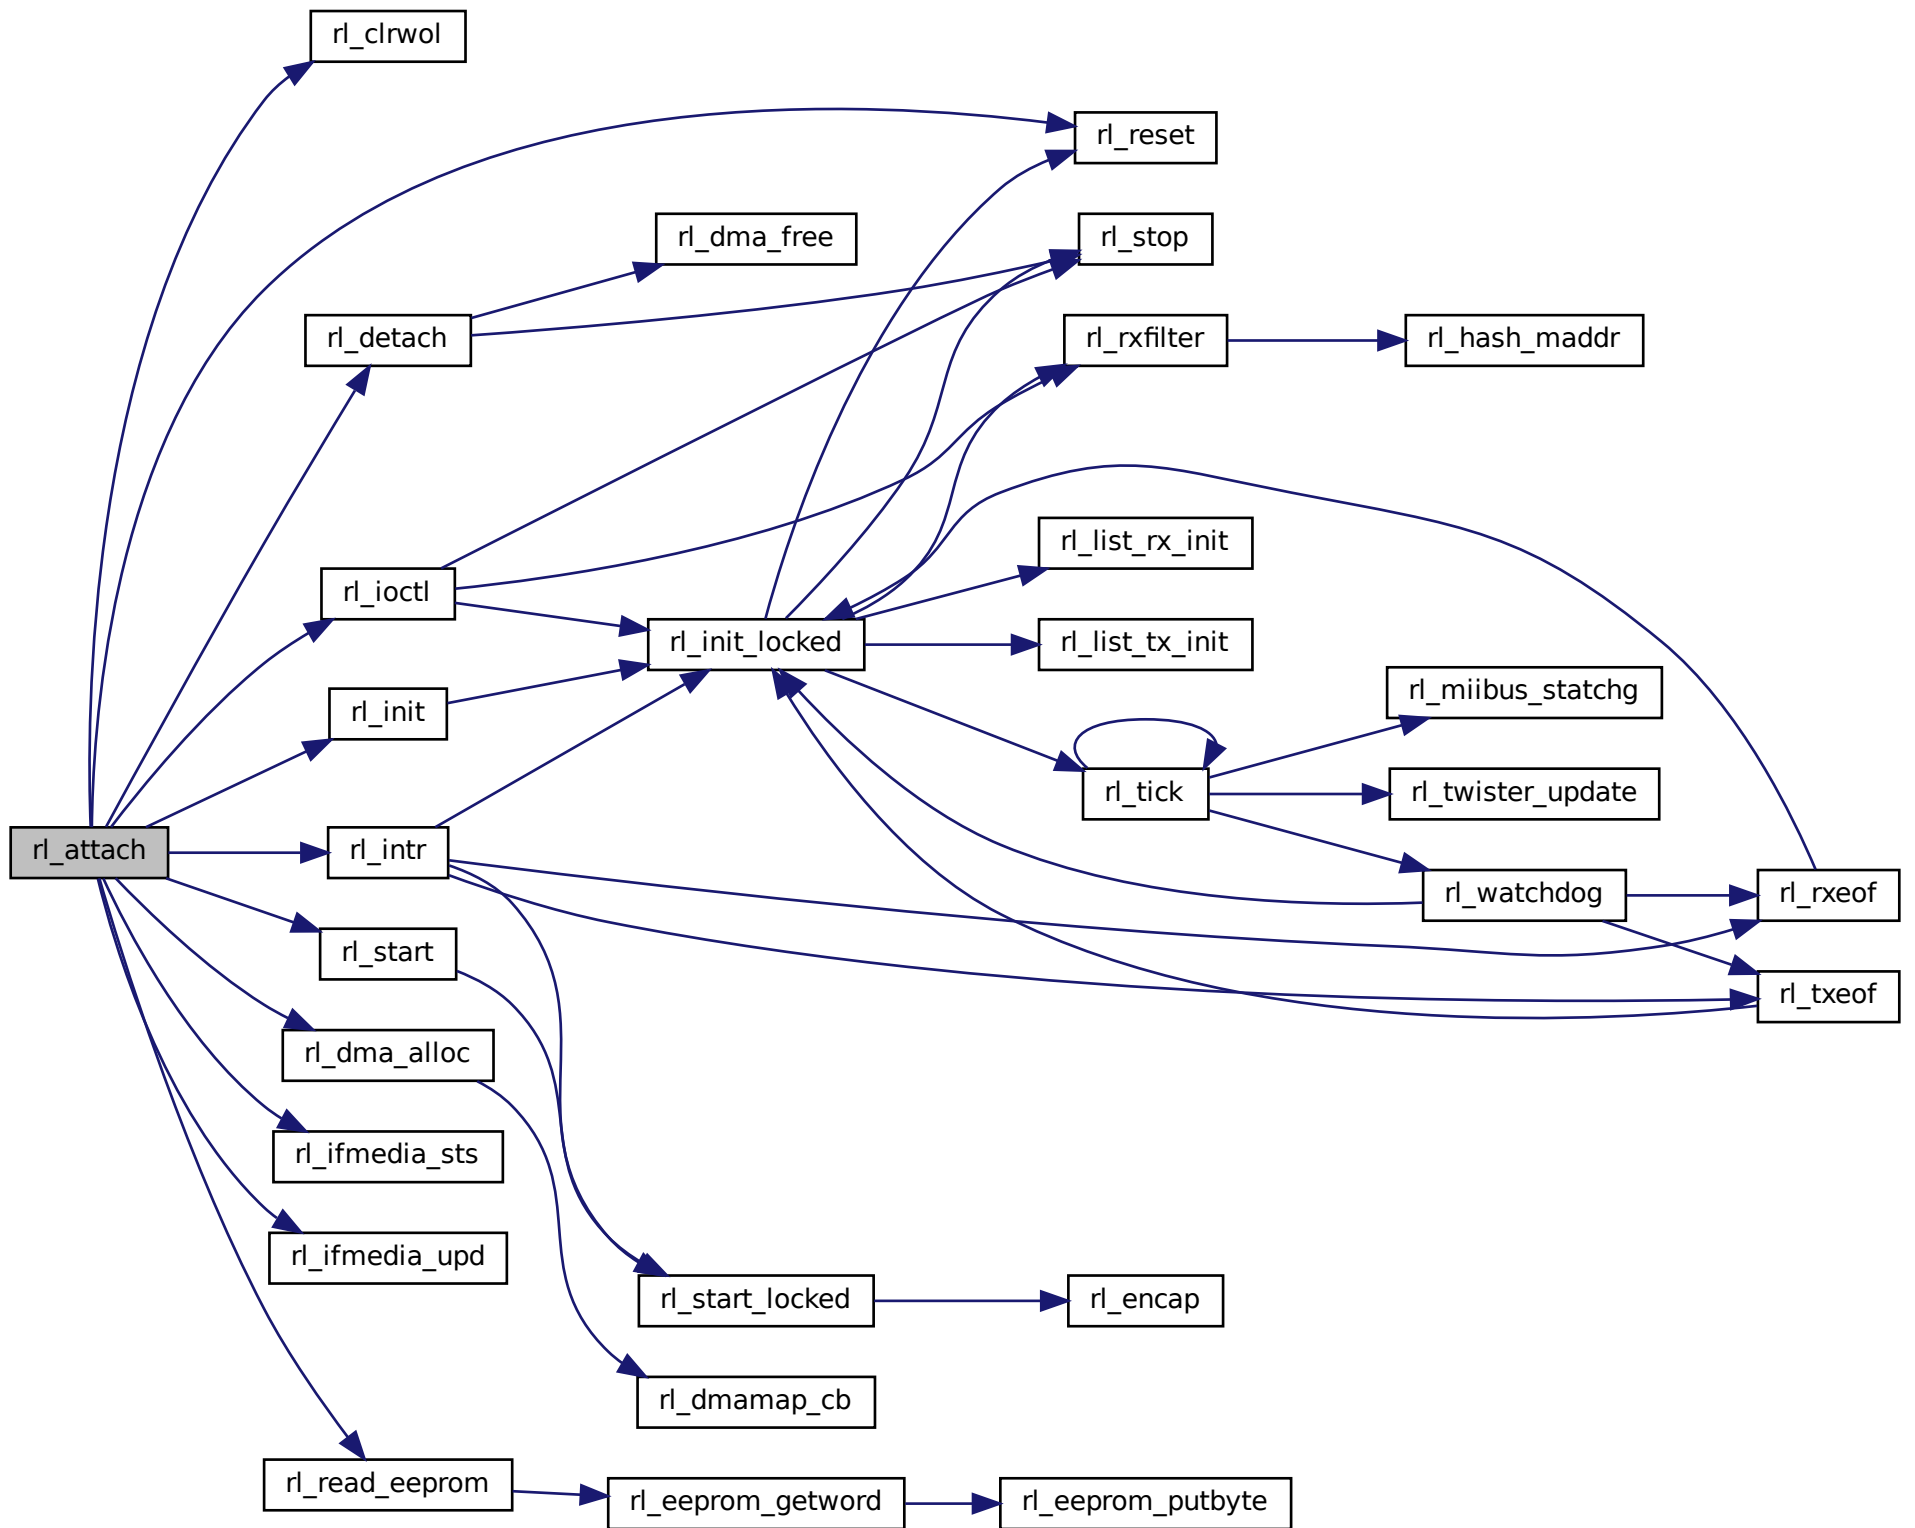 rl_clrwol
rl_reset
rl_dma_free
rl_stop
rl_detach
rl_rxfilter
rl_hash_maddr
rl_list_rx_init
rl_ioctl
rl_init_locked
rl_list_tx_init
rl_miibus_statchg
rl_init
rl_tick
rl_twister_update
rl_attach
rl_intr
rl_watchdog
rl_rxeof
rl_start
rl_txeof
rl_dma_alloc
rl_ifmedia_sts
rl_ifmedia_upd
rl_start_locked
rl_encap
rl_dmamap_cb
rl_read_eeprom
rl_eeprom_getword
rl_eeprom_putbyte